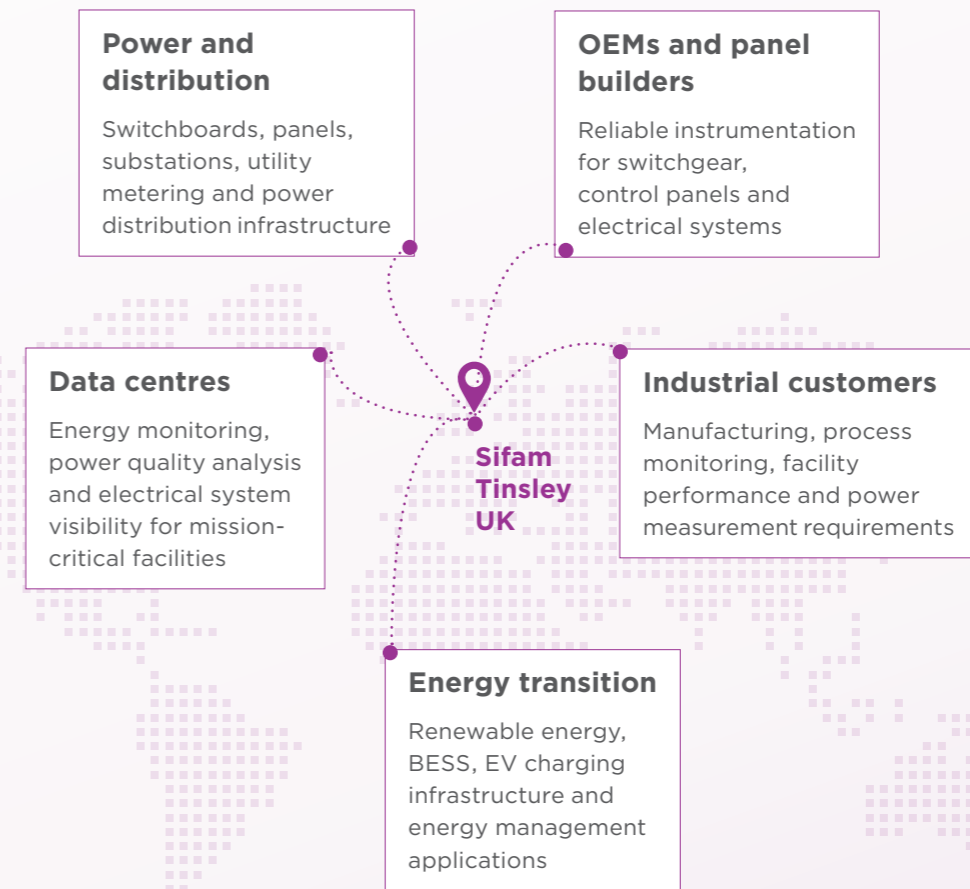 Power and
distribution
Switchboards, panels,
substations, utility
metering and power
distribution infrastructure
OEMs and panel
builders
Reliable instrumentation
for switchgear,
control panels and
electrical systems
Data centres
Energy monitoring,
power quality analysis
and electrical system
visibility for mission-
critical facilities
Sifam
Tinsley
UK
Industrial customers
Manufacturing, process
monitoring, facility
performance and power
measurement requirements
Energy transition
Renewable energy,
BESS, EV charging
infrastructure and
energy management
applications